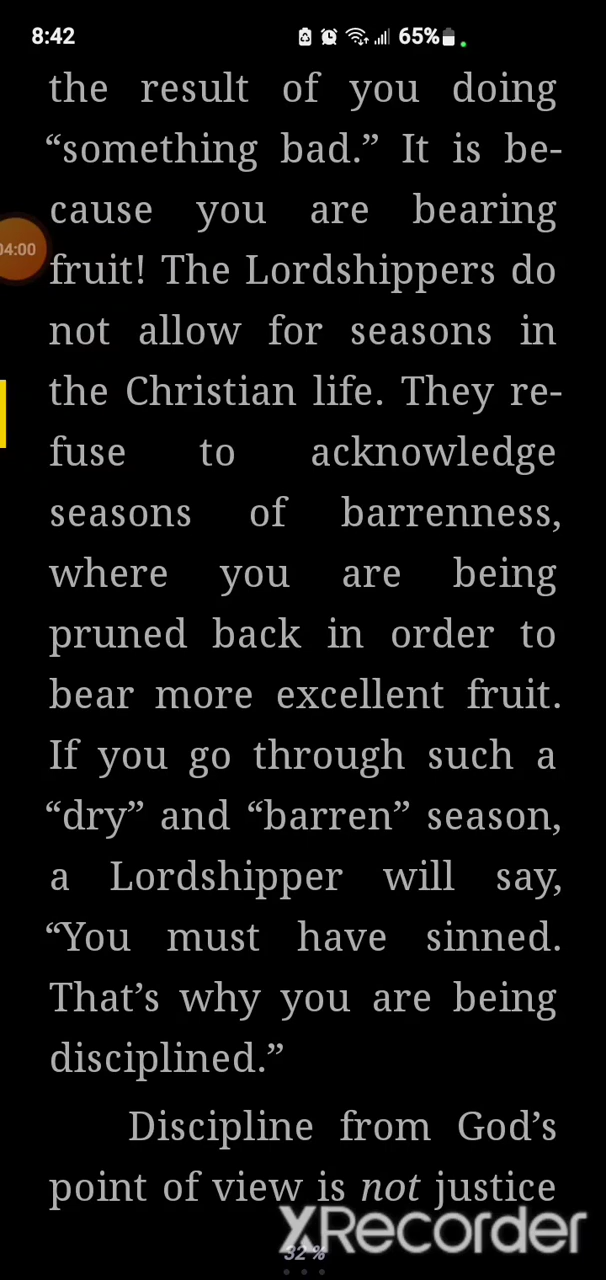 8:42 65%
the result of you doing
“something bad.” It is be-
cause you are bearing
04:00
fruit! The Lordshippers do
not allow for seasons in
the Christian life. They re-
fuse to acknowledge
seasons of barrenness,
where you are being
pruned back in order to
bear more excellent fruit.
If you go through such a
“dry” and “barren” season,
a Lordshipper will say,
“You must have sinned.
That’s why you are being
disciplined.”
Discipline from God’s
point of view is not justice
XRecorder
32%